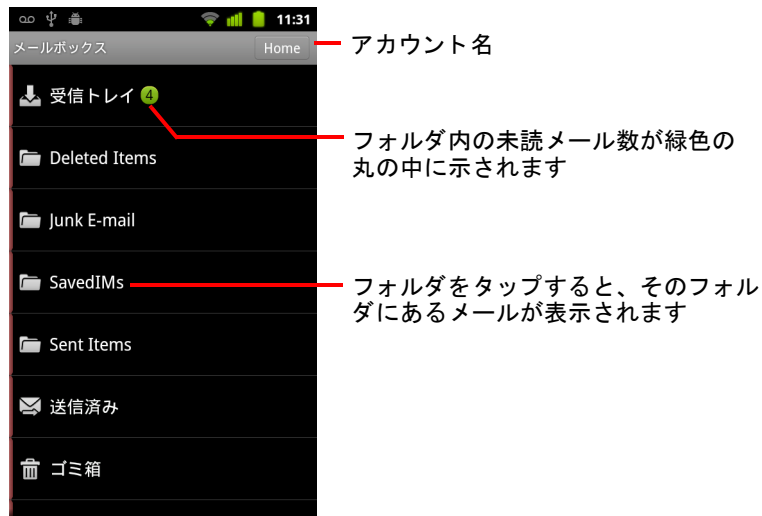 11:31
メールボックス Home
アカウント名
受信トレイ 4
フォルダ内の未読メール数が緑色の
丸の中に示されます
Deleted Items
Junk E-mail
SavedIMs
フォルダをタップすると、そのフォル
ダにあるメールが表示されます
Sent Items
送信済み
ゴミ箱